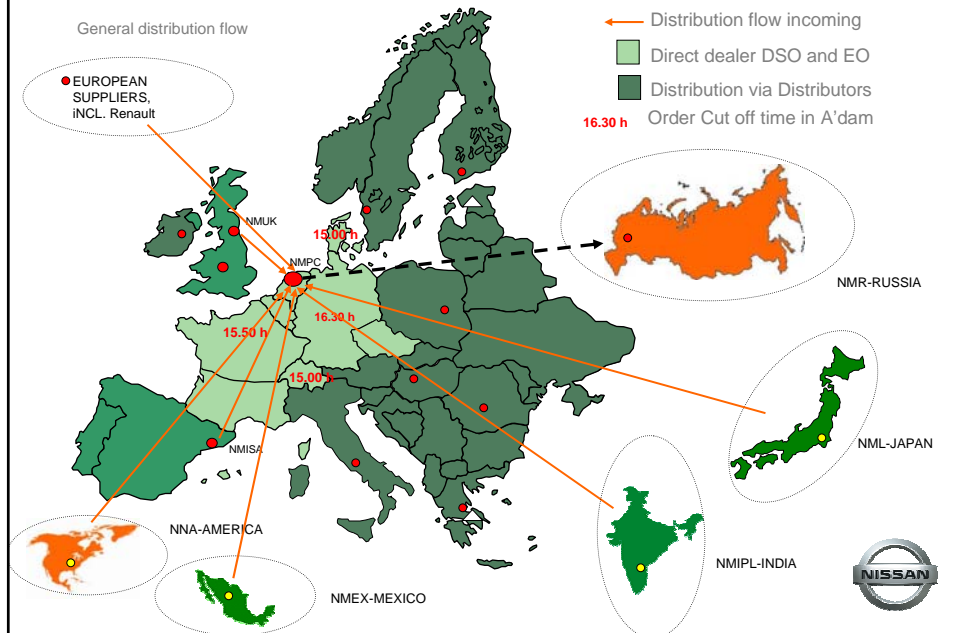 General distribution flow
Distribution flow incoming
Direct dealer DSO and EO
Distribution via Distributors
16.30 h Order Cut off time in A'dam
EUROPEAN
SUPPLIERS,
iNCL. Renault
NMUK
15.00 h
NMPC
NMR-RUSSIA
16.30 h
15.50 h
15.00 h
NMISA
NML-JAPAN
NNA-AMERICA
NMIPL-INDIA
NMEX-MEXICO
NISSAN